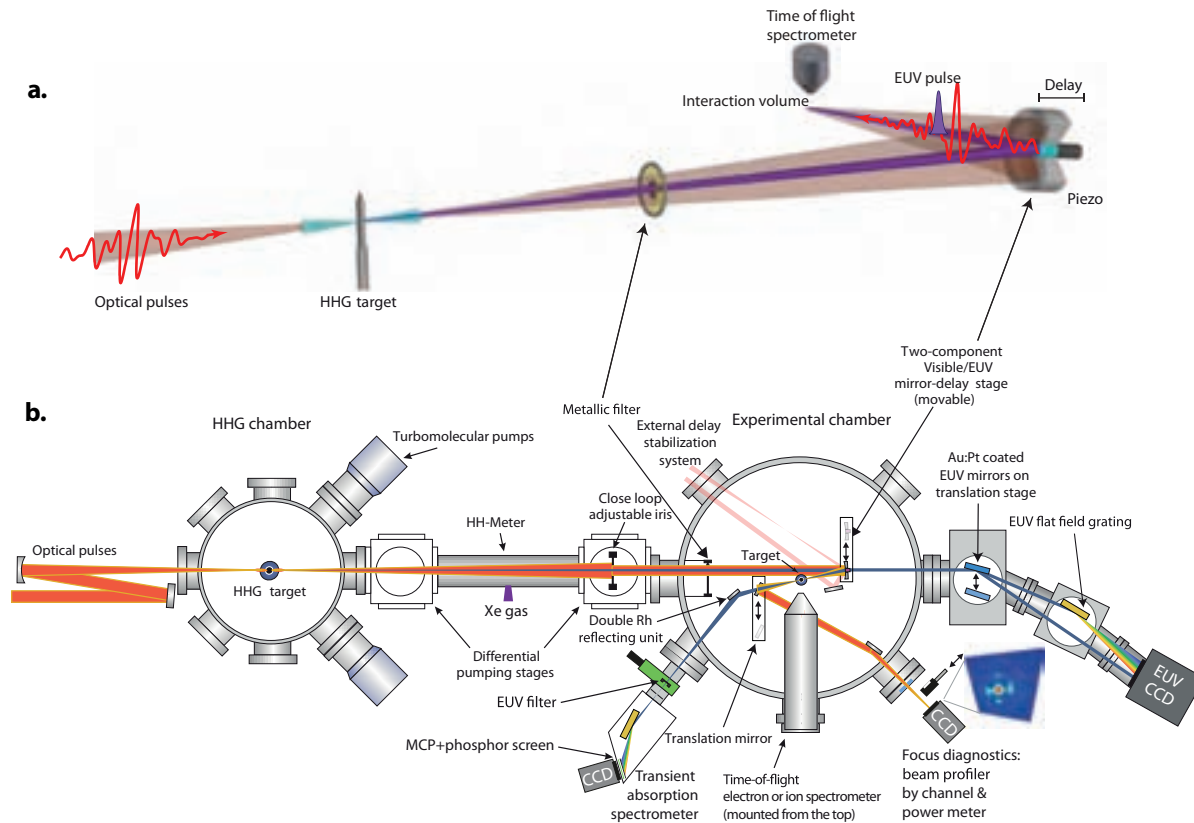 a.
Time of flight
spectrometer
EUV pulse
Delay
Interaction volume
Piezo
Optical pulses
HHG target
Two-component
Visible/EUV
mirror-delay stage
(movable)
b.
Metallic filter
HHG chamber
Turbomolecular pumps
External delay
stabilization
system
Experimental chamber
Au:Pt coated
EUV mirrors on
translation stage
EUV flat field grating
Close loop
adjustable iris
HH-Meter
Optical pulses
Target
HHG target
Xe gas
Double Rh
reflecting unit
Differential
pumping stages
EUV filter
EUV
CCD
CCD
Translation mirror
MCP+phosphor screen
CCD
Transient
absorption
spectrometer
Time-of-flight
electron or ion spectrometer
(mounted from the top)
Focus diagnostics:
beam profiler
by channel &
power meter